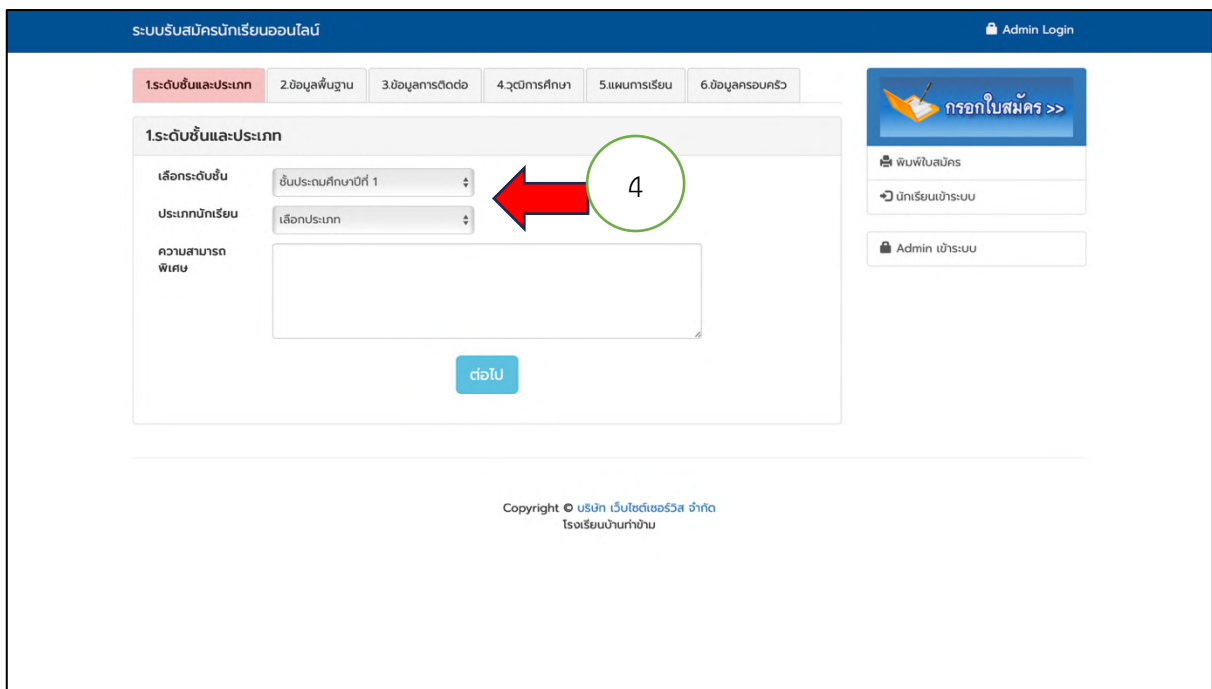 ระบบรับสมัครนักเรียนออนไลน์
Admin Login
1.ระดับชั้นและประเภท
2.ข้อมูลพื้นฐาน
3.ข้อมูลการติดต่อ
4.วุฒิการศึกษา
5.แผนการเรียน
6.ข้อมูลครอบครัว
กรอกใบสมัคร >>
1.ระดับชั้นและประเภท
พิมพ์ใบสมัคร
นักเรียนเข้าระบบ
Admin เข้าระบบ
เลือกระดับชั้น
ชั้นประถมศึกษาปีที่ 1
4
ประเภทนักเรียน
เลือกประเภท
ความสามารถ
พิเศษ
ต่อไป
Copyright © บริษัท เว็บไซต์เซอร์วิส จำกัด
โรงเรียนบ้านท่าข้าม